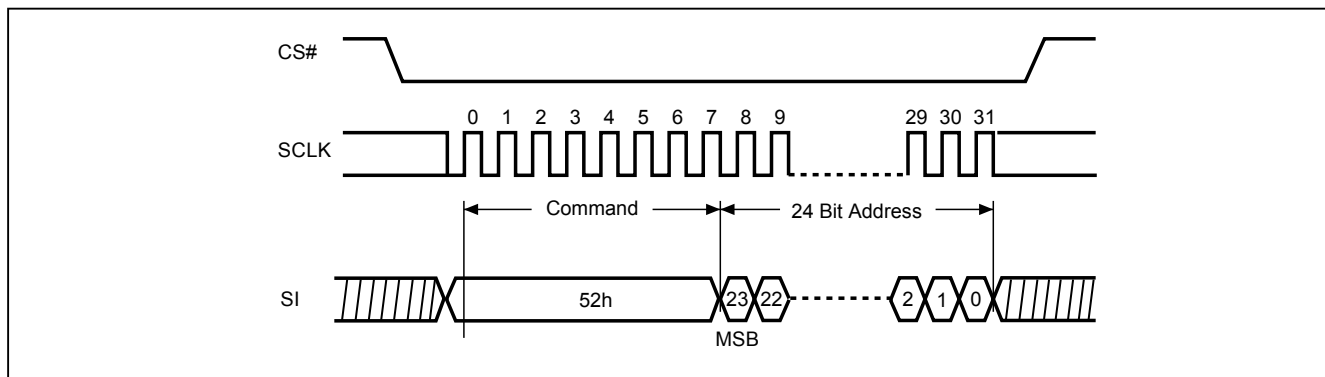 CS#
0 1 2 3 4 5 6 7 8 9 29 30 31
SCLK
Command 24 Bit Address
SI 52h 23 22 2 1 0
MSB